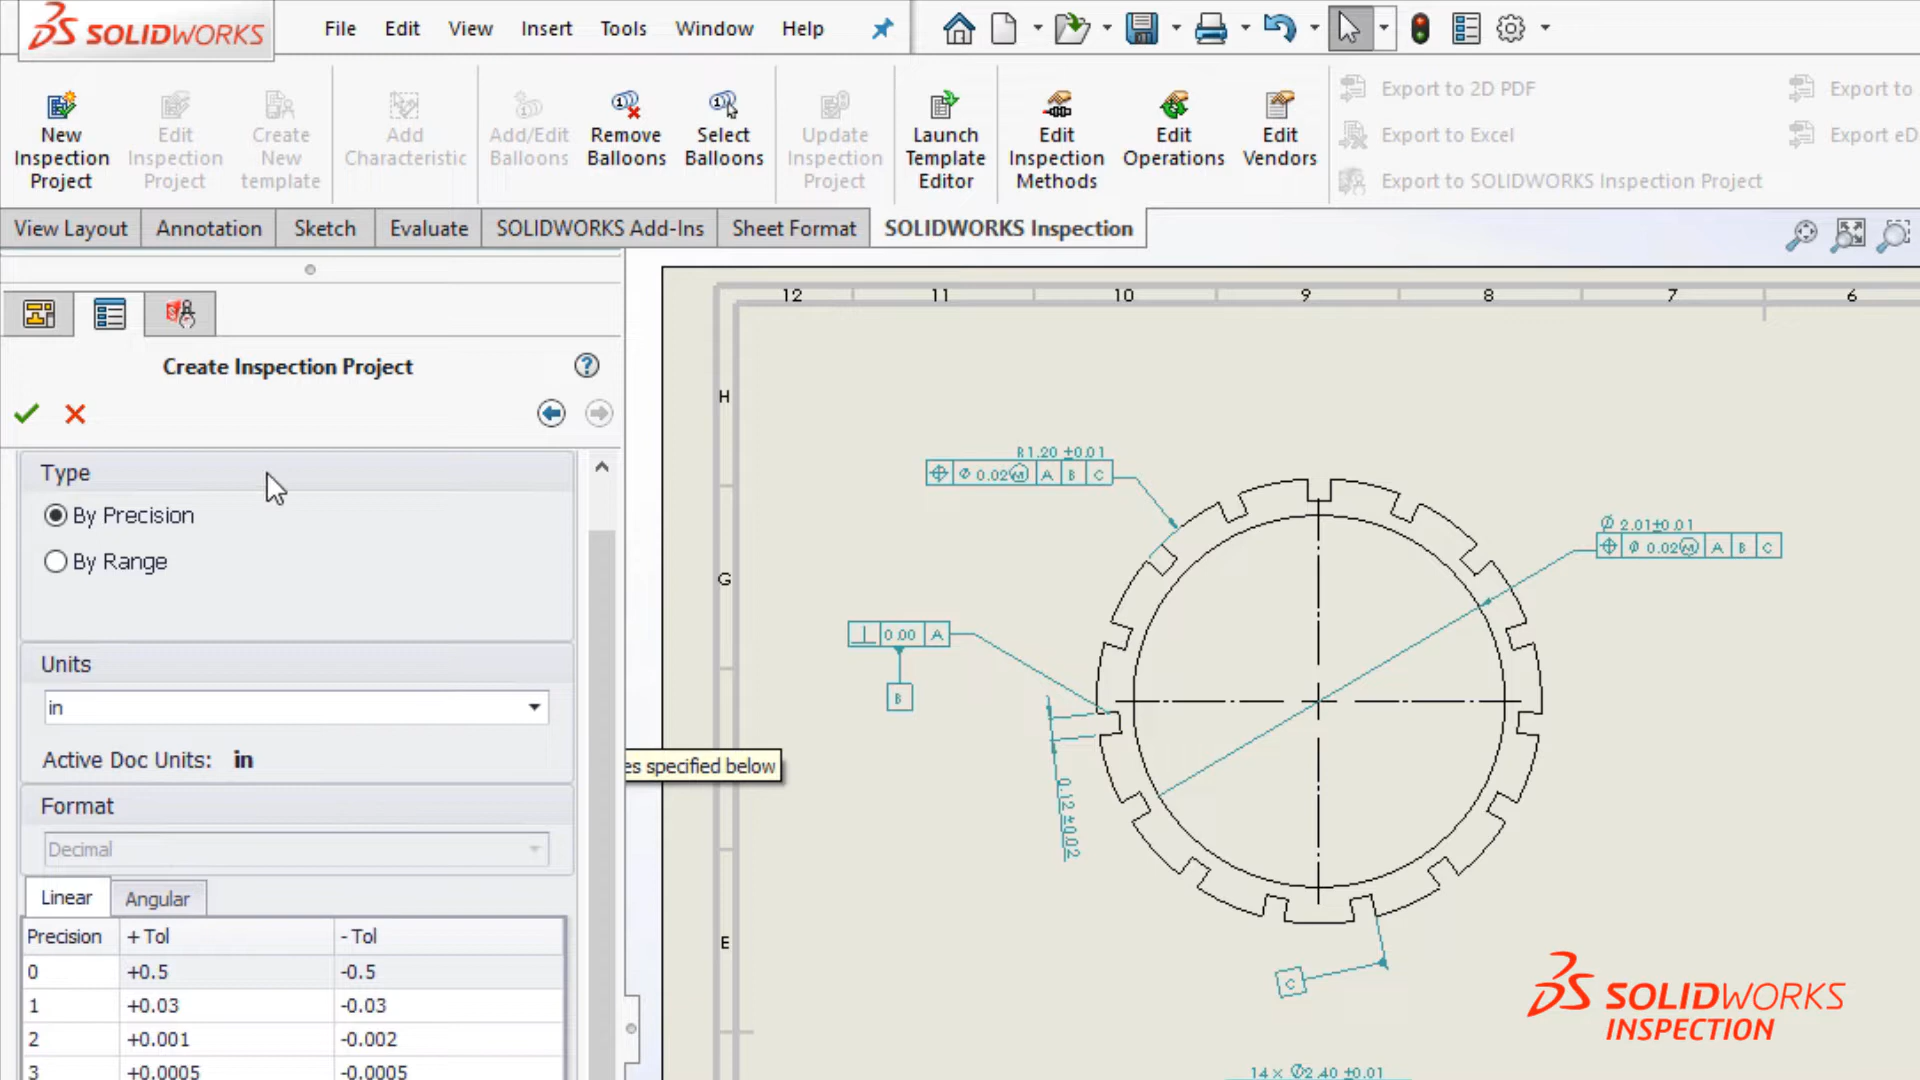 SOLIDWORKS
File Edit View Insert Tools Window Help
New Inspection Project
Edit Inspection Project
Create New template
Add Characteristic
Add/Edit Balloons
Remove Balloons
Select Balloons
Update Inspection Project
Launch Template Editor
Edit Inspection Methods
Edit Operations
Edit Vendors
Export to 2D PDF
Export to Excel
Export to SOLIDWORKS Inspection Project
Export to
Export eD
View Layout Annotation Sketch Evaluate SOLIDWORKS Add-Ins Sheet Format SOLIDWORKS Inspection
Create Inspection Project
Type
By Precision
By Range
Units
in
Active Doc Units: in
Format
Decimal
Linear Angular
Precision + Tol - Tol
0 +0.5 -0.5
1 +0.03 -0.03
2 +0.001 -0.002
3 +0.0005 -0.0005
es specified below
12 11 10 9 8 7 6
H
G
E
R1.20 ±0.01
⌖ ⌀ 0.02Ⓜ A B C
⌀ 2.01±0.01
⌖ ⌀ 0.02Ⓜ A B C
⊥ 0.00 A
B
0.12 ±0.02
C
14 x ⌀2.40 ±0.01
SOLIDWORKS
INSPECTION